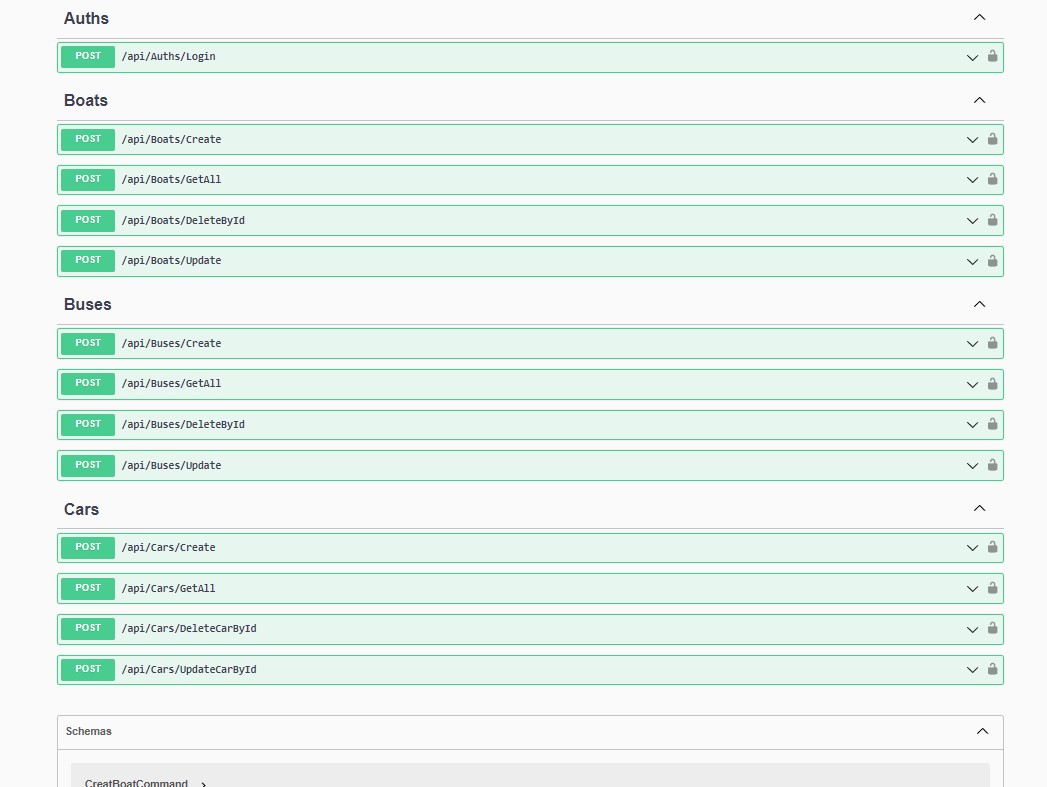 Auths
POST /api/Auths/Login
Boats
POST /api/Boats/Create
POST /api/Boats/GetAll
POST /api/Boats/DeleteById
POST /api/Boats/Update
Buses
POST /api/Buses/Create
POST /api/Buses/GetAll
POST /api/Buses/DeleteById
POST /api/Buses/Update
Cars
POST /api/Cars/Create
POST /api/Cars/GetAll
POST /api/Cars/DeleteCarById
POST /api/Cars/UpdateCarById
Schemas
CreatBoatCommand